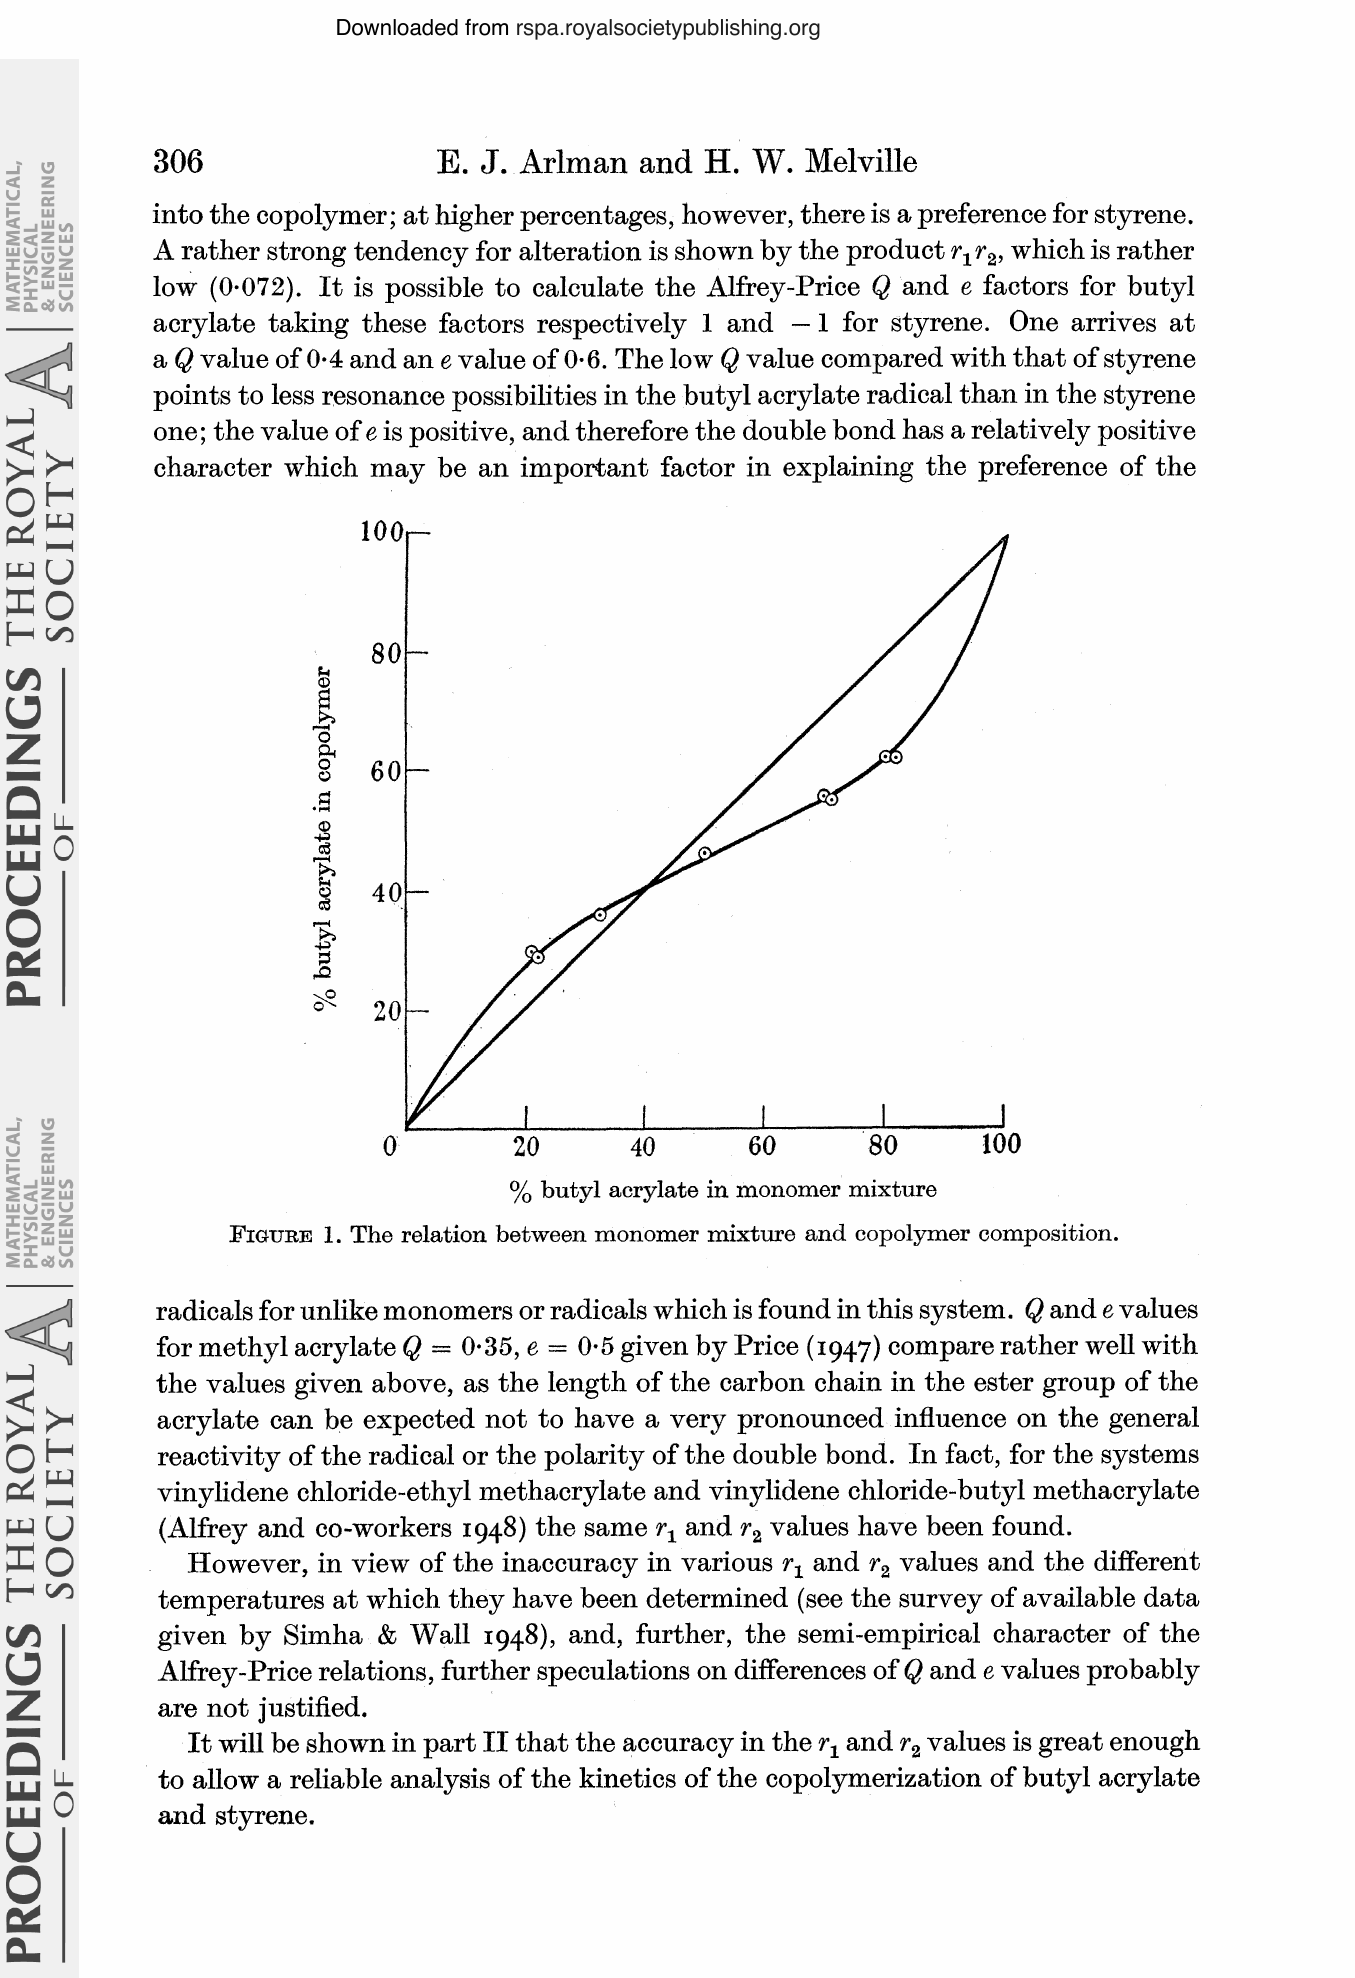 Downloaded from rspa.royalsocietypublishing.org
306 E. J. Arlman and H. W. Melville
into the copolymer; at higher percentages, however, there is a preference for styrene.
A rather strong tendency for alteration is shown by the product r₁r₂, which is rather
low (0·072). It is possible to calculate the Alfrey-Price Q and e factors for butyl
acrylate taking these factors respectively 1 and −1 for styrene. One arrives at
a Q value of 0·4 and an e value of 0·6. The low Q value compared with that of styrene
points to less resonance possibilities in the butyl acrylate radical than in the styrene
one; the value of e is positive, and therefore the double bond has a relatively positive
character which may be an important factor in explaining the preference of the
100
80
60
40
20
% butyl acrylate in copolymer
0 20 40 60 80 100
% butyl acrylate in monomer mixture
FIGURE 1. The relation between monomer mixture and copolymer composition.
radicals for unlike monomers or radicals which is found in this system. Q and e values
for methyl acrylate Q = 0·35, e = 0·5 given by Price (1947) compare rather well with
the values given above, as the length of the carbon chain in the ester group of the
acrylate can be expected not to have a very pronounced influence on the general
reactivity of the radical or the polarity of the double bond. In fact, for the systems
vinylidene chloride-ethyl methacrylate and vinylidene chloride-butyl methacrylate
(Alfrey and co-workers 1948) the same r₁ and r₂ values have been found.
However, in view of the inaccuracy in various r₁ and r₂ values and the different
temperatures at which they have been determined (see the survey of available data
given by Simha & Wall 1948), and, further, the semi-empirical character of the
Alfrey-Price relations, further speculations on differences of Q and e values probably
are not justified.
It will be shown in part II that the accuracy in the r₁ and r₂ values is great enough
to allow a reliable analysis of the kinetics of the copolymerization of butyl acrylate
and styrene.
PROCEEDINGS OF THE ROYAL SOCIETY A
MATHEMATICAL,
PHYSICAL
& ENGINEERING
SCIENCES
PROCEEDINGS OF THE ROYAL SOCIETY A
MATHEMATICAL,
PHYSICAL
& ENGINEERING
SCIENCES